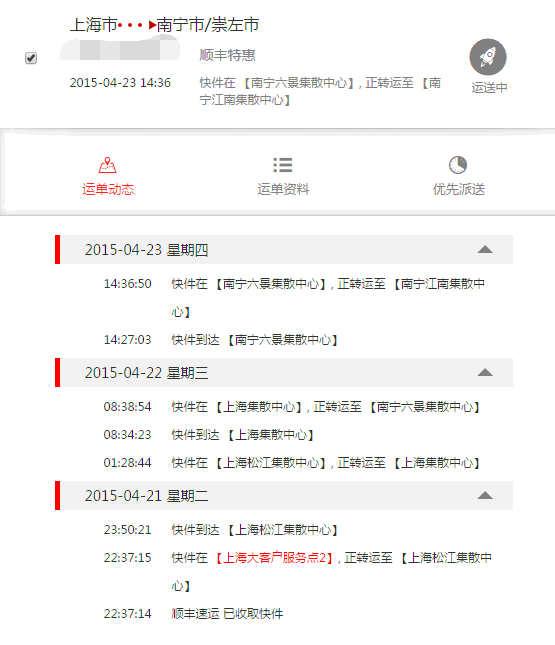 上海市 南宁市/崇左市
顺丰特惠
2015-04-23 14:36
快件在 【南宁六景集散中心】, 正转运至 【南
宁江南集散中心】
运送中
运单动态
运单资料
优先派送
2015-04-23 星期四
14:36:50 快件在 【南宁六景集散中心】, 正转运至 【南宁江南集散中
心】
14:27:03 快件到达 【南宁六景集散中心】
2015-04-22 星期三
08:38:54 快件在 【上海集散中心】, 正转运至 【南宁六景集散中心】
08:34:23 快件到达 【上海集散中心】
01:28:44 快件在 【上海松江集散中心】, 正转运至 【上海集散中心】
2015-04-21 星期二
23:50:21 快件到达 【上海松江集散中心】
22:37:15 快件在 【上海大客户服务点2】, 正转运至 【上海松江集散中
心】
22:37:14 顺丰速运 已收取快件